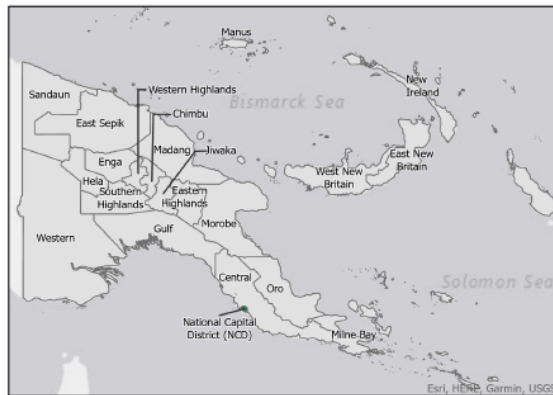 Manus
Western Highlands
New
Ireland
Sandaun
Bismarck Sea
Chimbu
East Sepik
Madang
Jiwaka
Enga
East New
Britain
West New
Britain
Hela
Southern
Highlands
Eastern
Highlands
Morobe
Gulf
Western
Central
Oro
Solomon Sea
National Capital
District (NCD)
Milne Bay
Esri, HERE, Garmin, USGS